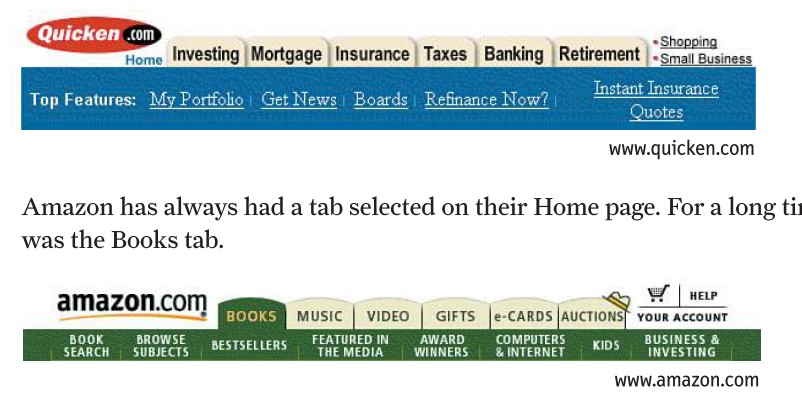 Quicken.com
Home Investing Mortgage Insurance Taxes Banking Retirement • Shopping
• Small Business
Top Features: My Portfolio | Get News | Boards | Refinance Now? | Instant Insurance
Quotes
www.quicken.com
Amazon has always had a tab selected on their Home page. For a long
was the Books tab.
amazon.com BOOKS MUSIC VIDEO GIFTS e-CARDS AUCTIONS HELP
YOUR ACCOUNT
BOOK SEARCH BROWSE SUBJECTS BESTSELLERS FEATURED IN THE MEDIA AWARD WINNERS COMPUTERS & INTERNET KIDS BUSINESS & INVESTING
www.amazon.com